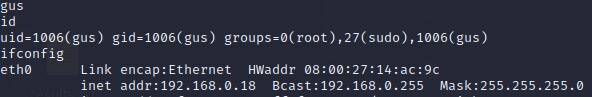 gus
id
uid=1006(gus) gid=1006(gus) groups=0(root),27(sudo),1006(gus)
ifconfig
eth0      Link encap:Ethernet  HWaddr 08:00:27:14:ac:9c
          inet addr:192.168.0.18  Bcast:192.168.0.255  Mask:255.255.255.0